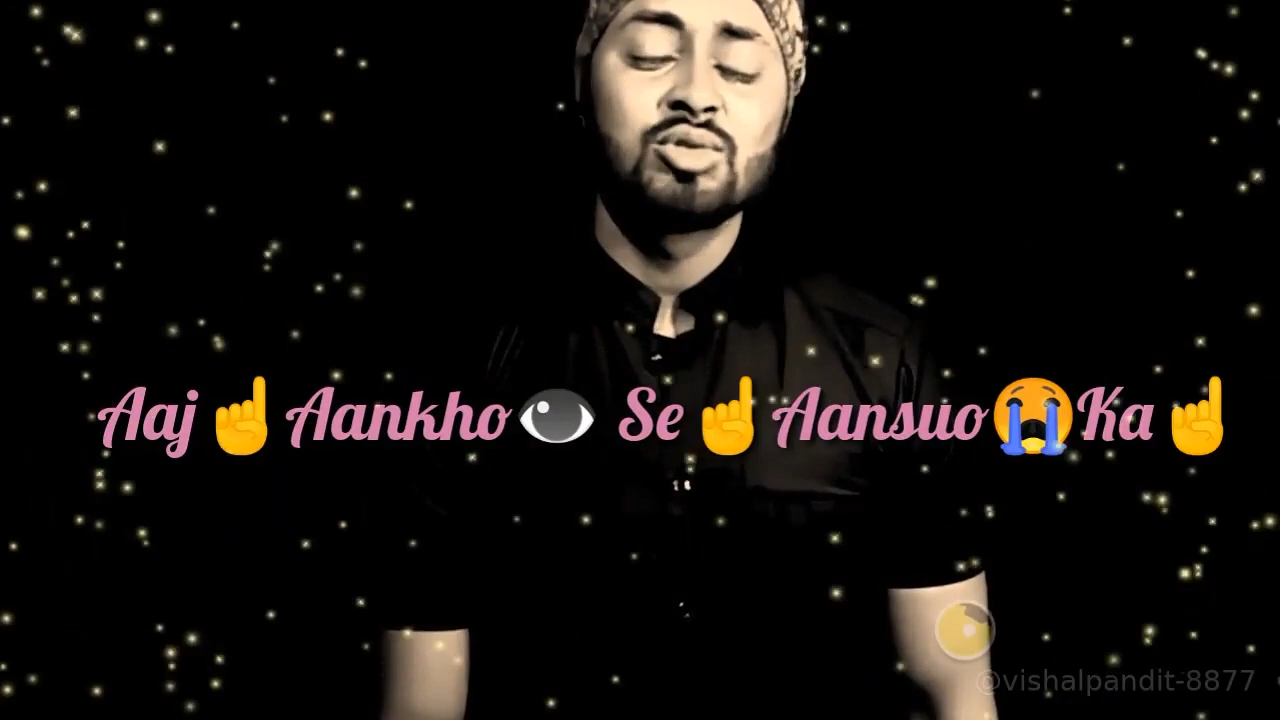 Aaj☝️Aankho👁️ Se☝️Aansuo😭Ka☝️
@vishalpandit-8877